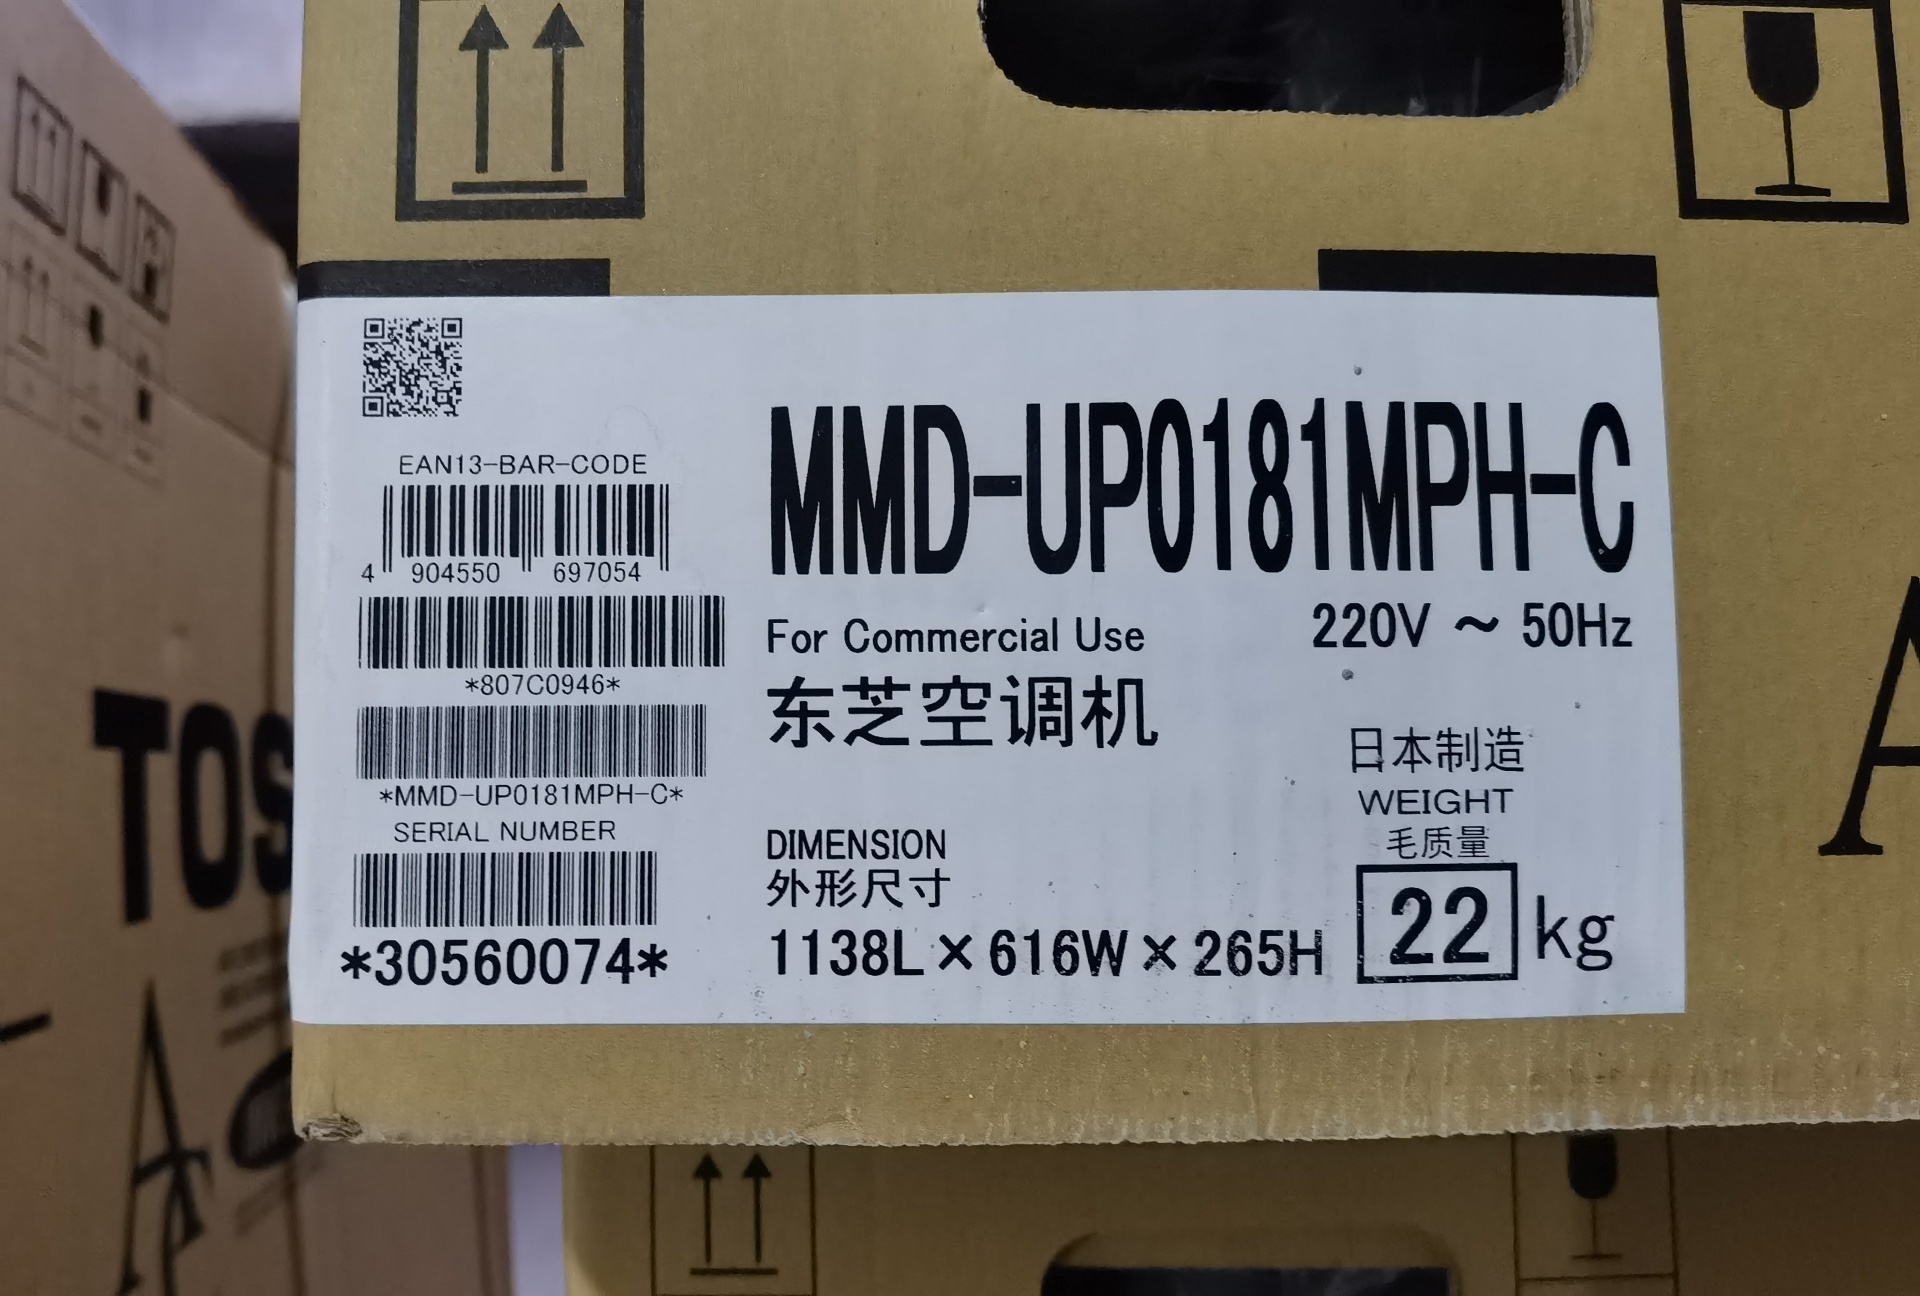 EAN13-BAR-CODE
4 904550 697054
*807C0946*
*MMD-UP0181MPH-C*
SERIAL NUMBER
*30560074*
MMD-UP0181MPH-C
For Commercial Use
220V ~ 50Hz
东芝空调机
日本制造
WEIGHT
毛质量
22 kg
DIMENSION
外形尺寸
1138L×616W×265H
TOS
A
A